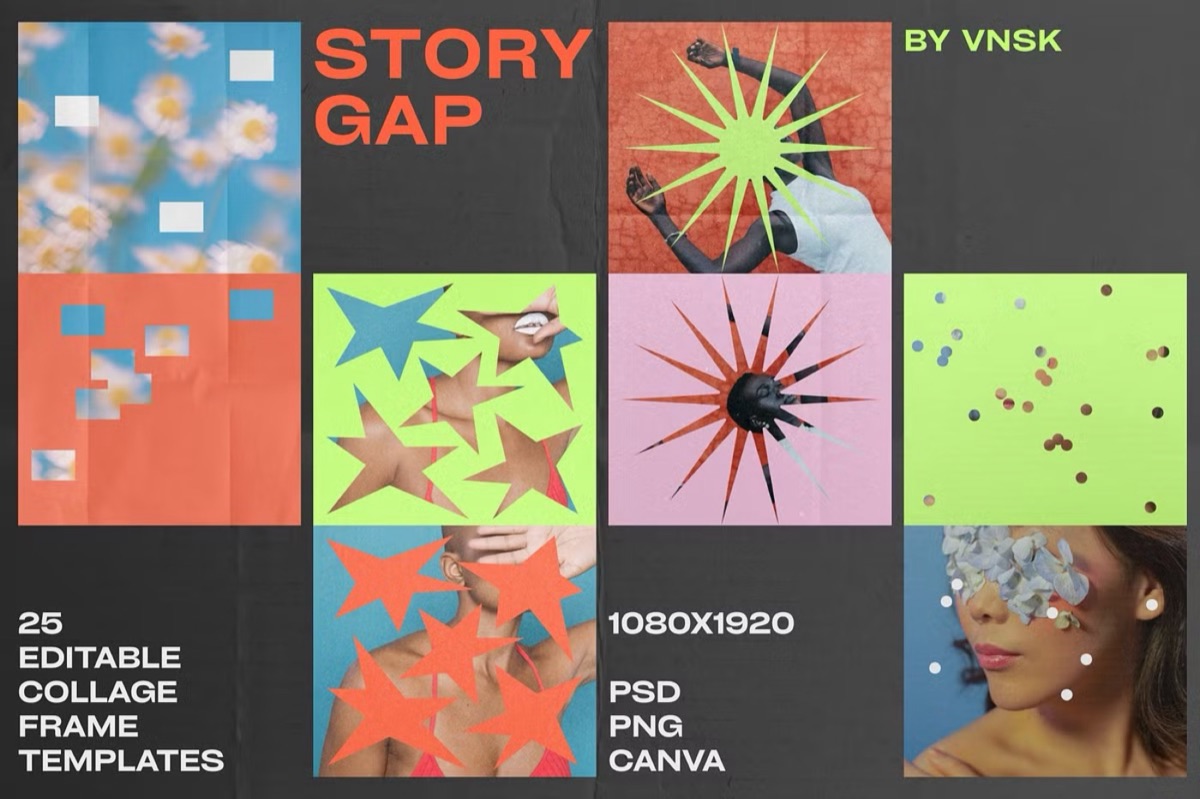 STORY
GAP
BY VNSK
25
EDITABLE
COLLAGE
FRAME
TEMPLATES
1080X1920
PSD
PNG
CANVA